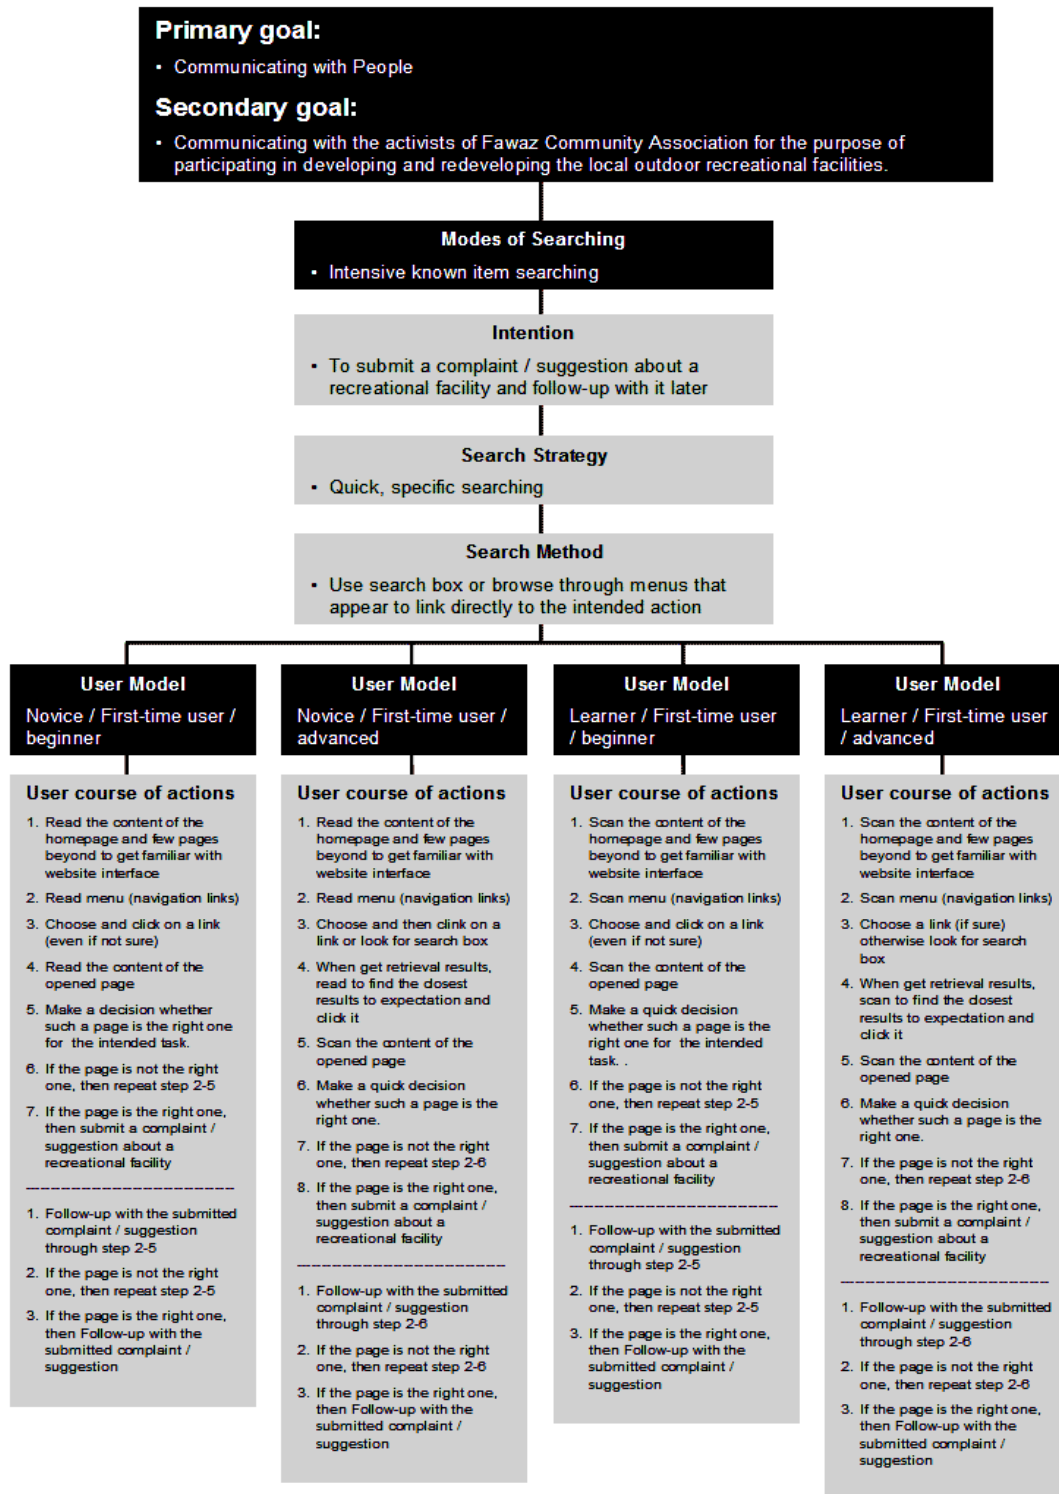 Primary goal:
▪ Communicating with People
Secondary goal:
▪ Communicating with the activists of Fawaz Community Association for the purpose of
participating in developing and redeveloping the local outdoor recreational facilities.
Modes of Searching
▪ Intensive known item searching
Intention
▪ To submit a complaint / suggestion about a
recreational facility and follow-up with it later
Search Strategy
▪ Quick, specific searching
Search Method
▪ Use search box or browse through menus that
appear to link directly to the intended action
User Model
Novice / First-time user /
beginner
User course of actions
1. Read the content of the
homepage and few pages
beyond to get familiar with
website interface
2. Read menu (navigation links)
3. Choose and click on a link
(even if not sure)
4. Read the content of the
opened page
5. Make a decision whether
such a page is the right one
for the intended task.
6. If the page is not the right
one, then repeat step 2-5
7. If the page is the right one,
then submit a complaint /
suggestion about a
recreational facility
------------------------
1. Follow-up with the submitted
complaint / suggestion
through step 2-5
2. If the page is not the right
one, then repeat step 2-5
3. If the page is the right one,
then Follow-up with the
submitted complaint /
suggestion
User Model
Novice / First-time user /
advanced
User course of actions
1. Read the content of the
homepage and few pages
beyond to get familiar with
website interface
2. Read menu (navigation links)
3. Choose and then clink on a
link or look for search box
4. When get retrieval results,
read to find the closest
results to expectation and
click it
5. Scan the content of the
opened page
6. Make a quick decision
whether such a page is the
right one.
7. If the page is not the right
one, then repeat step 2-6
8. If the page is the right one,
then submit a complaint /
suggestion about a
recreational facility
------------------------
1. Follow-up with the submitted
complaint / suggestion
through step 2-6
2. If the page is not the right
one, then repeat step 2-6
3. If the page is the right one,
then Follow-up with the
submitted complaint /
suggestion
User Model
Learner / First-time user
/ beginner
User course of actions
1. Scan the content of the
homepage and few pages
beyond to get familiar with
website interface
2. Scan menu (navigation links)
3. Choose and click on a link
(even if not sure)
4. Scan the content of the
opened page
5. Make a quick decision
whether such a page is the
right one for the intended
task. .
6. If the page is not the right
one, then repeat step 2-5
7. If the page is the right one,
then submit a complaint /
suggestion about a
recreational facility
------------------------
1. Follow-up with the submitted
complaint / suggestion
through step 2-5
2. If the page is not the right
one, then repeat step 2-5
3. If the page is the right one,
then Follow-up with the
submitted complaint /
suggestion
User Model
Learner / First-time user
/ advanced
User course of actions
1. Scan the content of the
homepage and few pages
beyond to get familiar with
website interface
2. Scan menu (navigation links)
3. Choose a link (if sure)
otherwise look for search
box
4. When get retrieval results,
scan to find the closest
results to expectation and
click it
5. Scan the content of the
opened page
6. Make a quick decision
whether such a page is the
right one.
7. If the page is not the right
one, then repeat step 2-6
8. If the page is the right one,
then submit a complaint /
suggestion about a
recreational facility
------------------------
1. Follow-up with the submitted
complaint / suggestion
through step 2-6
2. If the page is not the right
one, then repeat step 2-6
3. If the page is the right one,
then Follow-up with the
submitted complaint /
suggestion